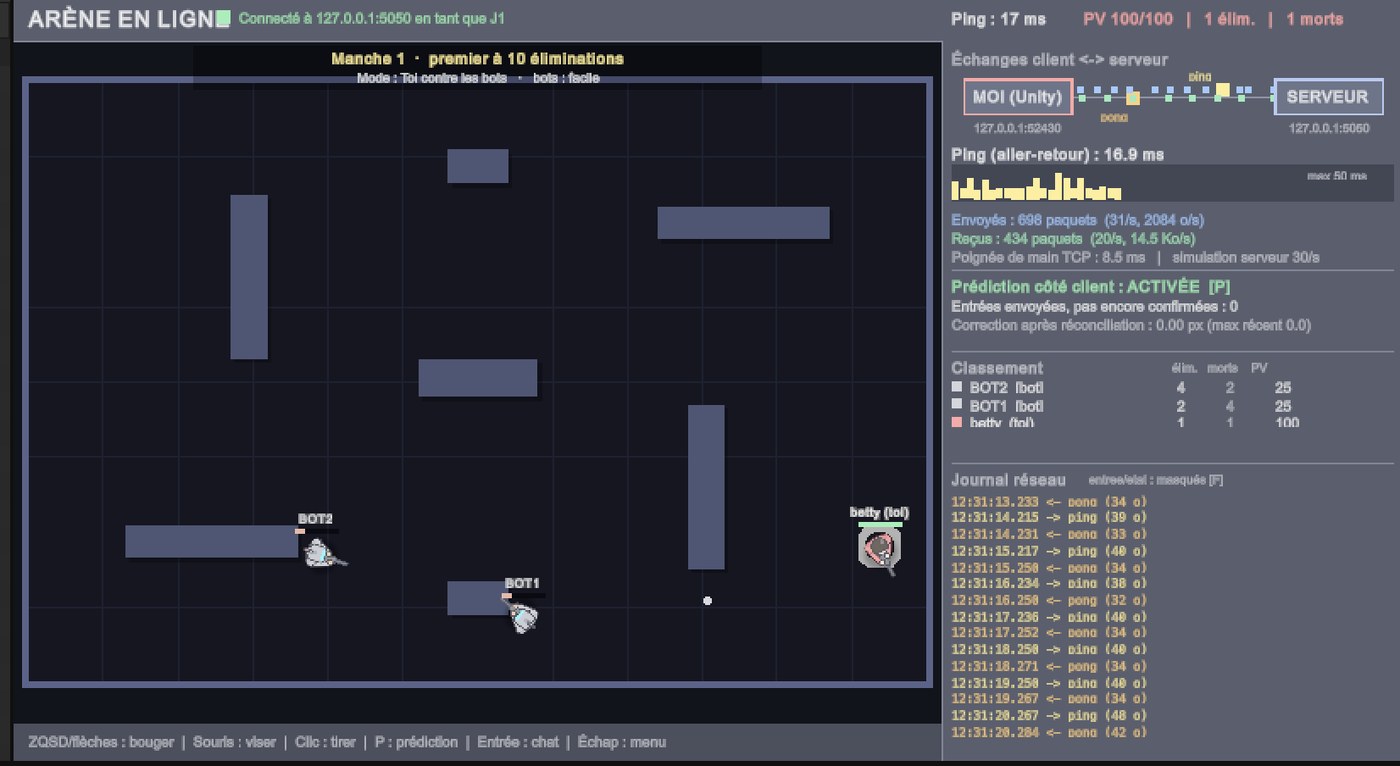 ARÈNE EN LIGNE Connecté à 127.0.0.1:5050 en tant que J1
Ping : 17 ms PV 100/100 | 1 élim. | 1 morts
Manche 1 · premier à 10 éliminations
Mode : Toi contre les bots · bots : facile
Échanges client <-> serveur
ping
MOI (Unity) SERVEUR
pong
127.0.0.1:52430 127.0.0.1:5050
Ping (aller-retour) : 16.9 ms
max 50 ms
Envoyés : 698 paquets (31/s, 2084 o/s)
Reçus : 434 paquets (20/s, 14.5 Ko/s)
Poignée de main TCP : 8.5 ms | simulation serveur 30/s
Prédiction côté client : ACTIVÉE [P]
Entrées envoyées, pas encore confirmées : 0
Correction après réconciliation : 0.00 px (max récent 0.0)
Classement élim. morts PV
BOT2 [bot] 4 2 25
BOT1 [bot] 2 4 25
betty (toi) 1 1 100
BOT2
BOT1
betty (toi)
Journal réseau entree/etat : masqués [F]
12:31:13.233 <- pong (34 o)
12:31:14.215 -> ping (39 o)
12:31:14.231 <- pong (33 o)
12:31:15.217 -> ping (40 o)
12:31:15.250 <- pong (34 o)
12:31:16.234 -> ping (38 o)
12:31:16.250 <- pong (32 o)
12:31:17.236 -> ping (40 o)
12:31:17.252 <- pong (34 o)
12:31:18.250 -> ping (40 o)
12:31:18.271 <- pong (34 o)
12:31:19.250 -> ping (40 o)
12:31:19.267 <- pong (34 o)
12:31:20.267 -> ping (48 o)
12:31:20.284 <- pong (42 o)
ZQSD/flèches : bouger | Souris : viser | Clic : tirer | P : prédiction | Entrée : chat | Échap : menu